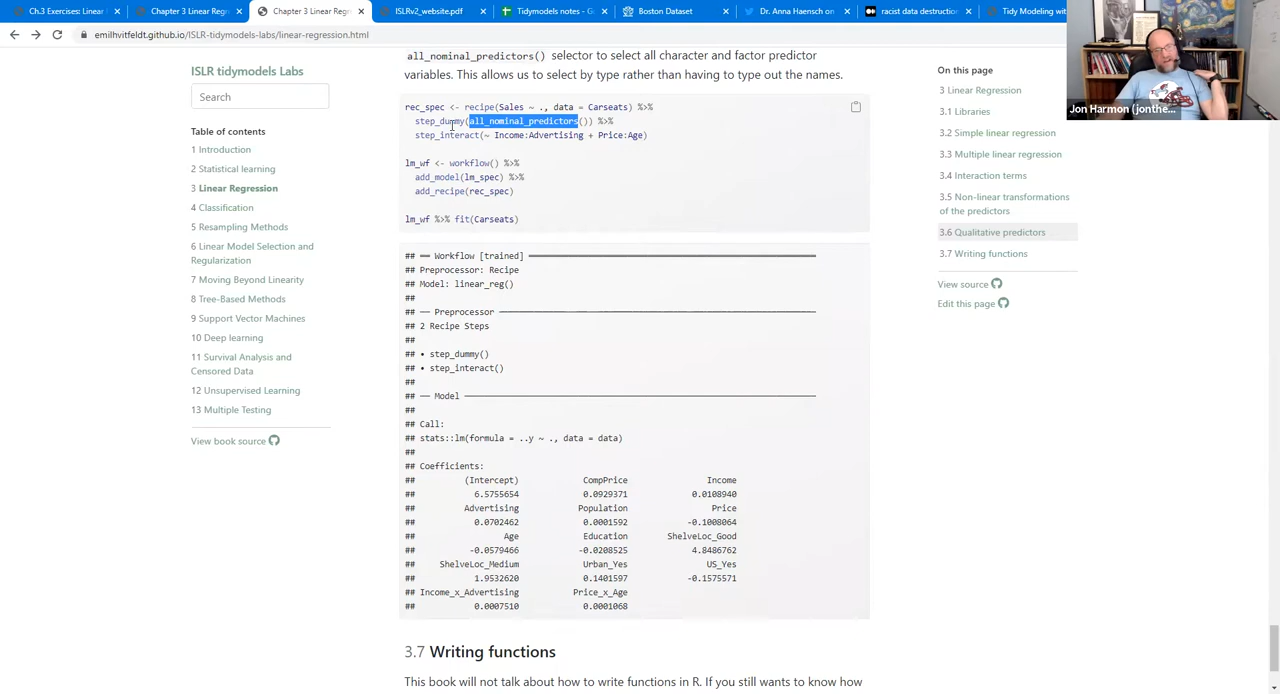 Ch.3 Exercises: Linear
Chapter 3 Linear Regr
Chapter 3 Linear Regr
ISLRv2_website.pdf
Tidymodels notes - G
Boston Dataset
Dr. Anna Haensch on
racist data destruction
Tidy Modeling wit
emilhvitfeldt.github.io/ISLR-tidymodels-labs/linear-regression.html
Jon Harmon (jonthe...
ISLR tidymodels Labs
Search
Table of contents
1 Introduction
2 Statistical learning
3 Linear Regression
4 Classification
5 Resampling Methods
6 Linear Model Selection and
Regularization
7 Moving Beyond Linearity
8 Tree-Based Methods
9 Support Vector Machines
10 Deep learning
11 Survival Analysis and
Censored Data
12 Unsupervised Learning
13 Multiple Testing
View book source
all_nominal_predictors() selector to select all character and factor predictor
variables. This allows us to select by type rather than having to type out the names.
rec_spec <- recipe(Sales ~ ., data = Carseats) %>%
step_dummy(all_nominal_predictors()) %>%
step_interact(~ Income:Advertising + Price:Age)
lm_wf <- workflow() %>%
add_model(lm_spec) %>%
add_recipe(rec_spec)
lm_wf %>% fit(Carseats)
## ══ Workflow [trained] ══════════
## Preprocessor: Recipe
## Model: linear_reg()
##
## ── Preprocessor ──────────
## 2 Recipe Steps
##
## • step_dummy()
## • step_interact()
##
## ── Model ──────────
##
## Call:
## stats::lm(formula = ..y ~ ., data = data)
##
## Coefficients:
## (Intercept) CompPrice Income
## 6.5755654 0.0929371 0.0108940
## Advertising Population Price
## 0.0702462 0.0001592 -0.1008064
## Age Education ShelveLoc_Good
## -0.0579466 -0.0208525 4.8486762
## ShelveLoc_Medium Urban_Yes US_Yes
## 1.9532620 0.1401597 -0.1575571
## Income_x_Advertising Price_x_Age
## 0.0007510 0.0001068
3.7 Writing functions
This book will not talk about how to write functions in R. If you still wants to know how
On this page
3 Linear Regression
3.1 Libraries
3.2 Simple linear regression
3.3 Multiple linear regression
3.4 Interaction terms
3.5 Non-linear transformations
of the predictors
3.6 Qualitative predictors
3.7 Writing functions
View source
Edit this page